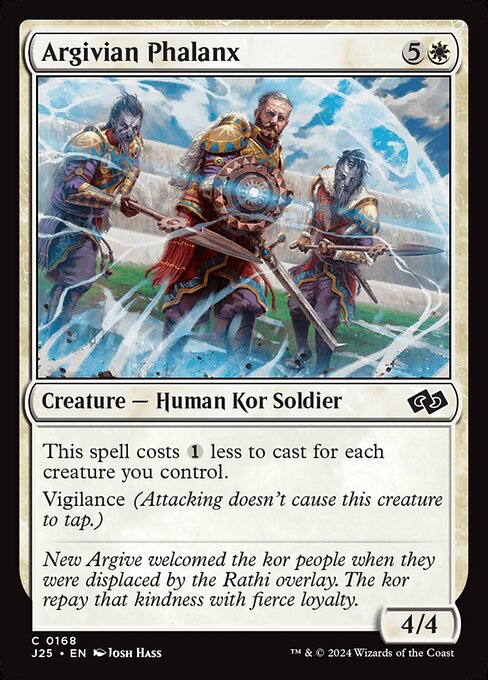 Argivian Phalanx 5
Creature — Human Kor Soldier
This spell costs 1 less to cast for each
creature you control.
Vigilance (Attacking doesn't cause this creature
to tap.)
New Argive welcomed the kor people when they
were displaced by the Rathi overlay. The kor
repay that kindness with fierce loyalty.
4/4
C 0168
J25 • EN Josh Hass
™ & © 2024 Wizards of the Coast